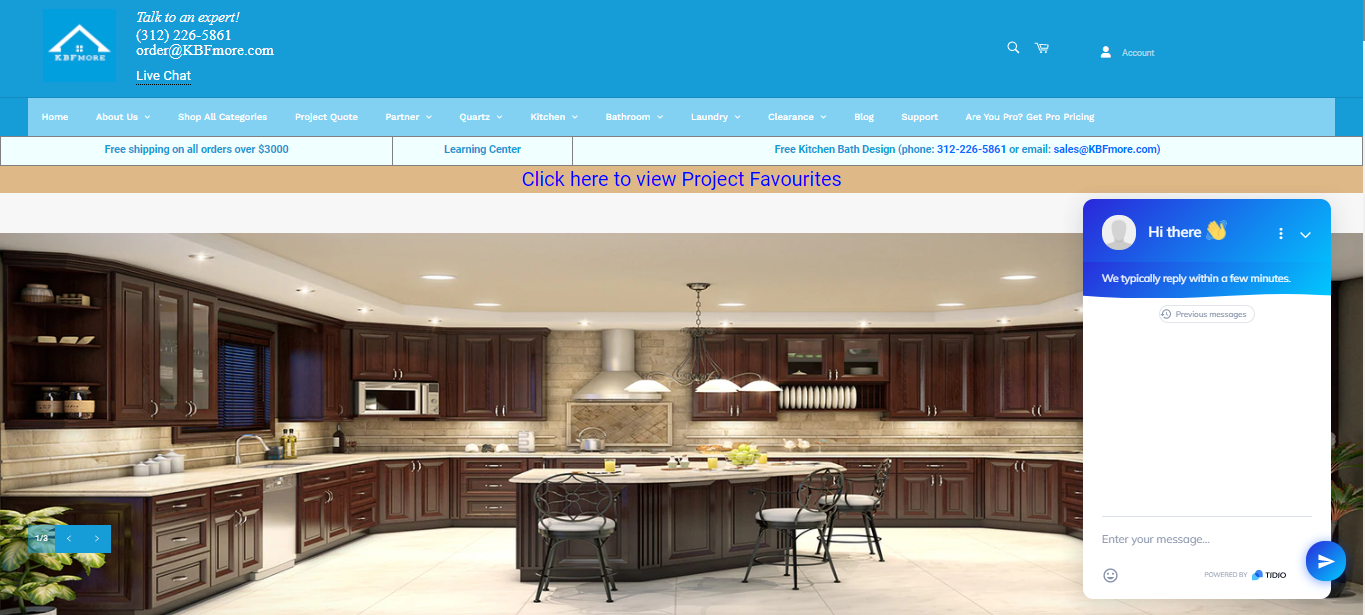 Talk to an expert!
(312) 226-5861
order@KBFmore.com
Live Chat
KBFMORE
Account
Home About Us Shop All Categories Project Quote Partner Quartz Kitchen Bathroom Laundry Clearance Blog Support Are You Pro? Get Pro Pricing
Free shipping on all orders over $3000
Learning Center
Free Kitchen Bath Design (phone: 312-226-5861 or email: sales@KBFmore.com)
Click here to view Project Favourites
Hi there 👋
We typically reply within a few minutes.
Previous messages
Enter your message...
POWERED BY TIDIO
1/3